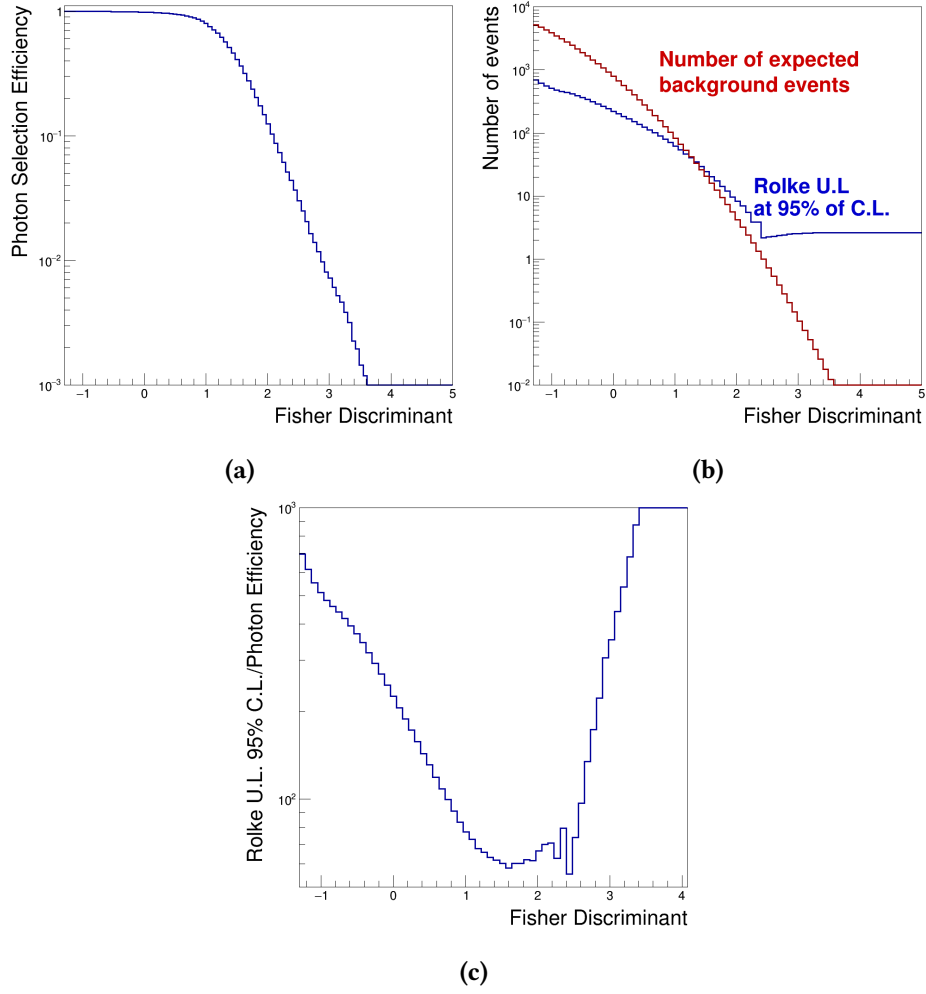 Photon Selection Efficiency
1
10⁻¹
10⁻²
10⁻³
−1 0 1 2 3 4 5
Fisher Discriminant
(a)
Number of events
10⁴
10³
10²
10
1
10⁻¹
10⁻²
Number of expected
background events
Rolke U.L
at 95% of C.L.
−1 0 1 2 3 4 5
Fisher Discriminant
(b)
Rolke U.L. 95% C.L./Photon Efficiency
10³
10²
−1 0 1 2 3 4
Fisher Discriminant
(c)